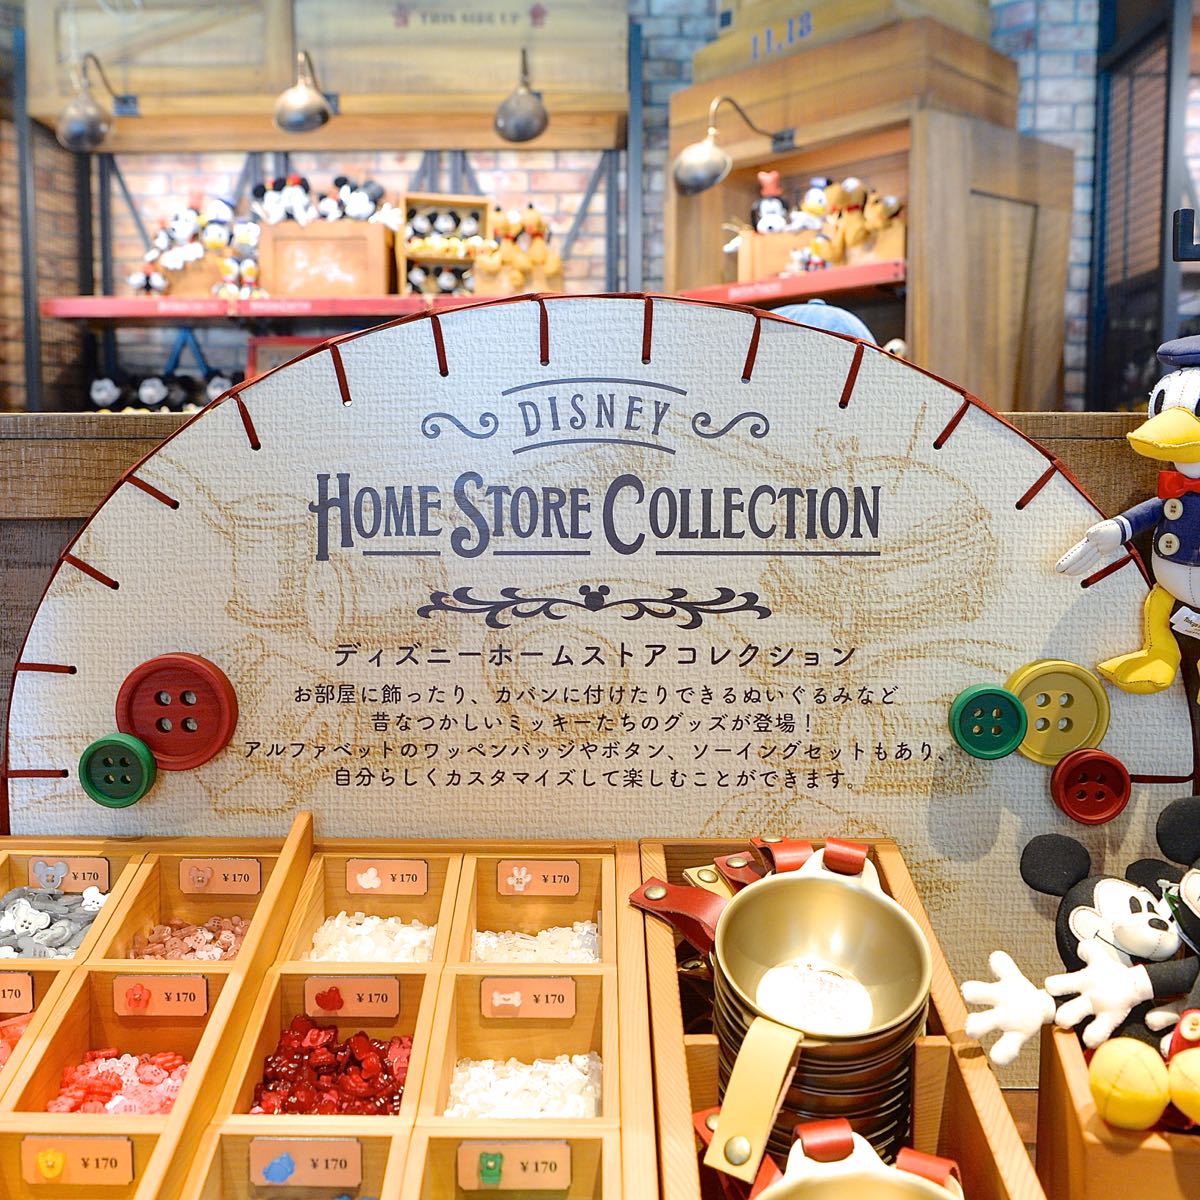 THIS SIDE UP
11.18
DISNEY
HOME STORE COLLECTION
ディズニーホームストアコレクション
お部屋に飾ったり、カバンに付けたりできるぬいぐるみなど
昔なつかしいミッキーたちのグッズが登場！
アルファベットのワッペンバッジやボタン、ソーイングセットもあり、
自分らしくカスタマイズして楽しむことができます。
¥170
¥170
¥170
¥170
170
¥170
¥170
¥170
¥170
¥170
¥170